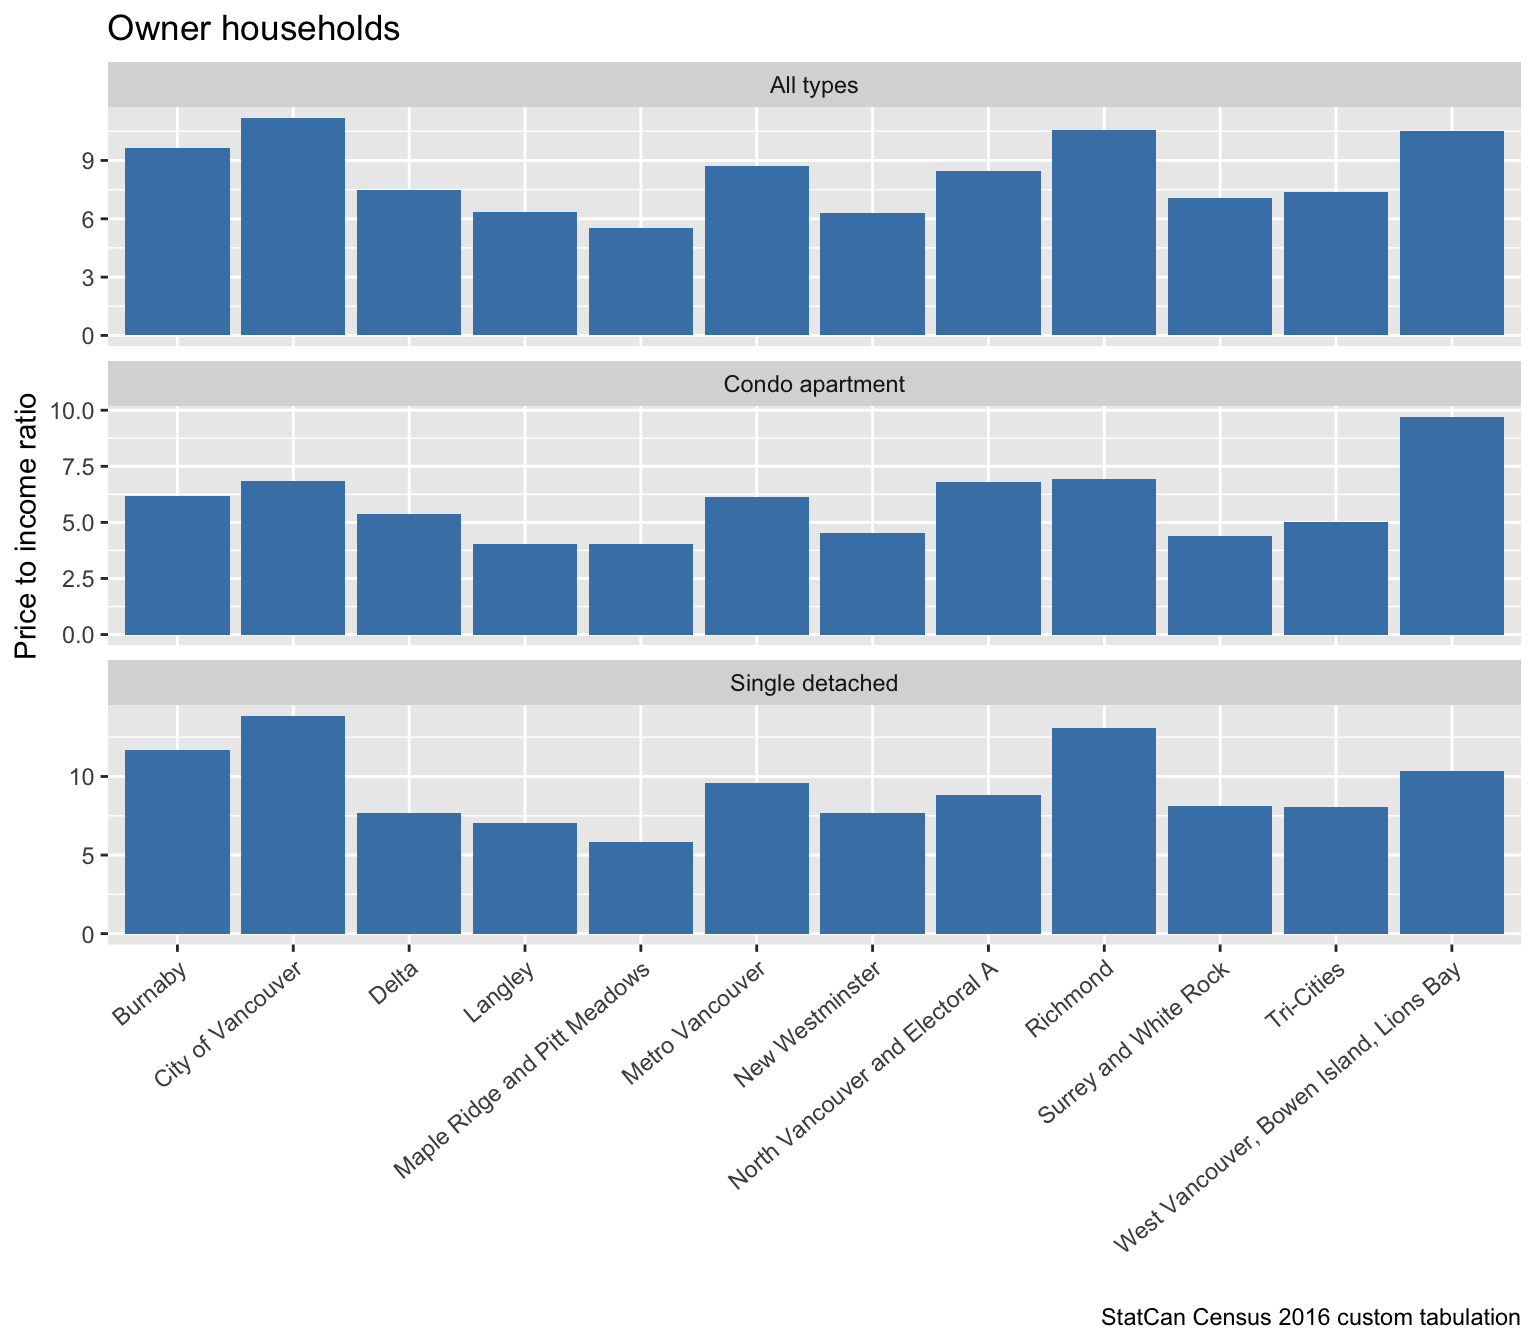 Owner households
All types
9
6
3
0
Price to income ratio
Condo apartment
10.0
7.5
5.0
2.5
0.0
Single detached
10
5
0
Burnaby
City of Vancouver
Delta
Langley
Maple Ridge and Pitt Meadows
Metro Vancouver
New Westminster
North Vancouver and Electoral A
Richmond
Surrey and White Rock
Tri-Cities
West Vancouver, Bowen Island, Lions Bay
StatCan Census 2016 custom tabulation